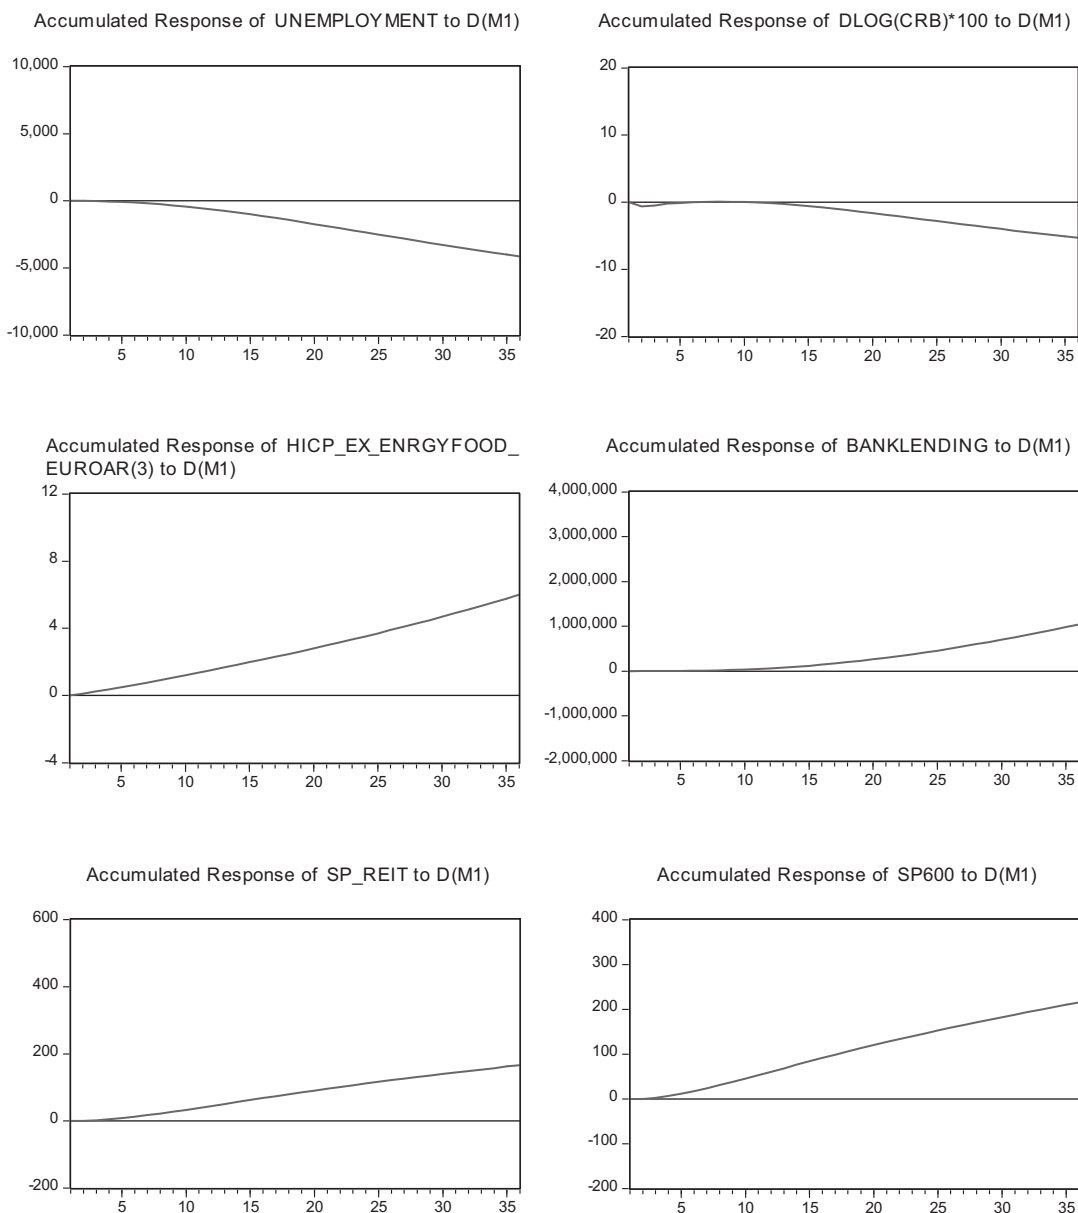 Accumulated Response of UNEMPLOYMENT to D(M1)
10,000
5,000
0
-5,000
-10,000
5 10 15 20 25 30 35
Accumulated Response of DLOG(CRB)*100 to D(M1)
20
10
0
-10
-20
5 10 15 20 25 30 35
Accumulated Response of HICP_EX_ENRGYFOOD_
EUROAR(3) to D(M1)
12
8
4
0
-4
5 10 15 20 25 30 35
Accumulated Response of BANKLENDING to D(M1)
4,000,000
3,000,000
2,000,000
1,000,000
0
-1,000,000
-2,000,000
5 10 15 20 25 30 35
Accumulated Response of SP_REIT to D(M1)
600
400
200
0
-200
5 10 15 20 25 30 35
Accumulated Response of SP600 to D(M1)
400
300
200
100
0
-100
-200
5 10 15 20 25 30 35